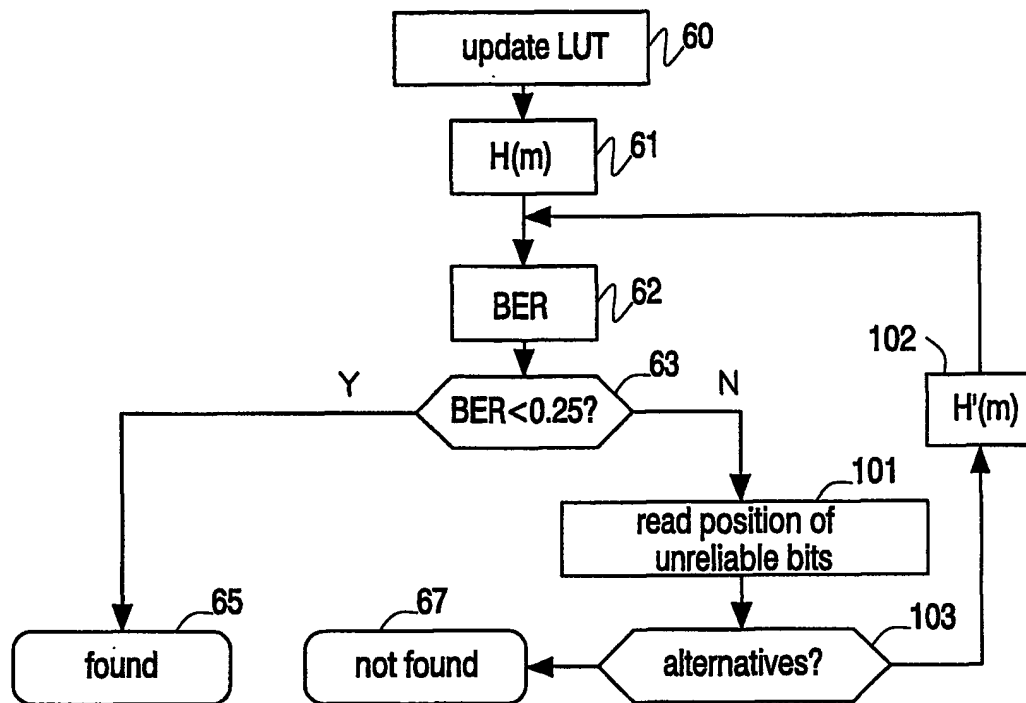 update LUT
60
H(m)
61
BER
62
102
63
Y
N
BER<0.25?
H'(m)
101
read position of
unreliable bits
65
67
103
found
not found
alternatives?